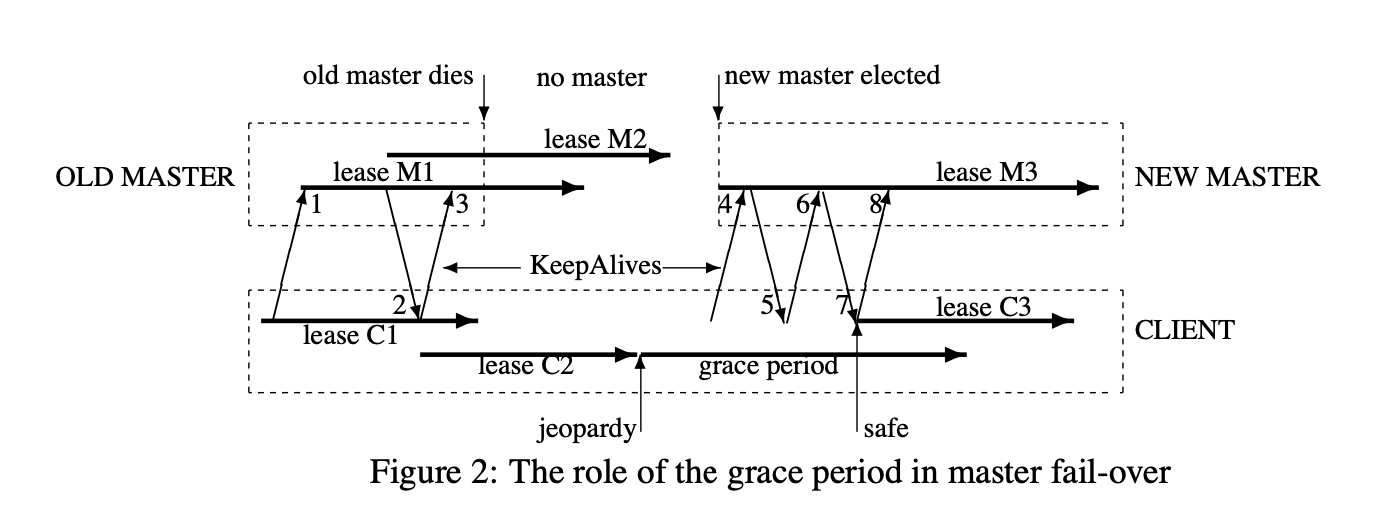 old master dies
no master
new master elected
OLD MASTER
lease M1
lease M2
lease M3
NEW MASTER
1
3
4
6
8
KeepAlives
2
5
7
lease C1
lease C2
grace period
lease C3
CLIENT
jeopardy
safe
Figure 2: The role of the grace period in master fail-over